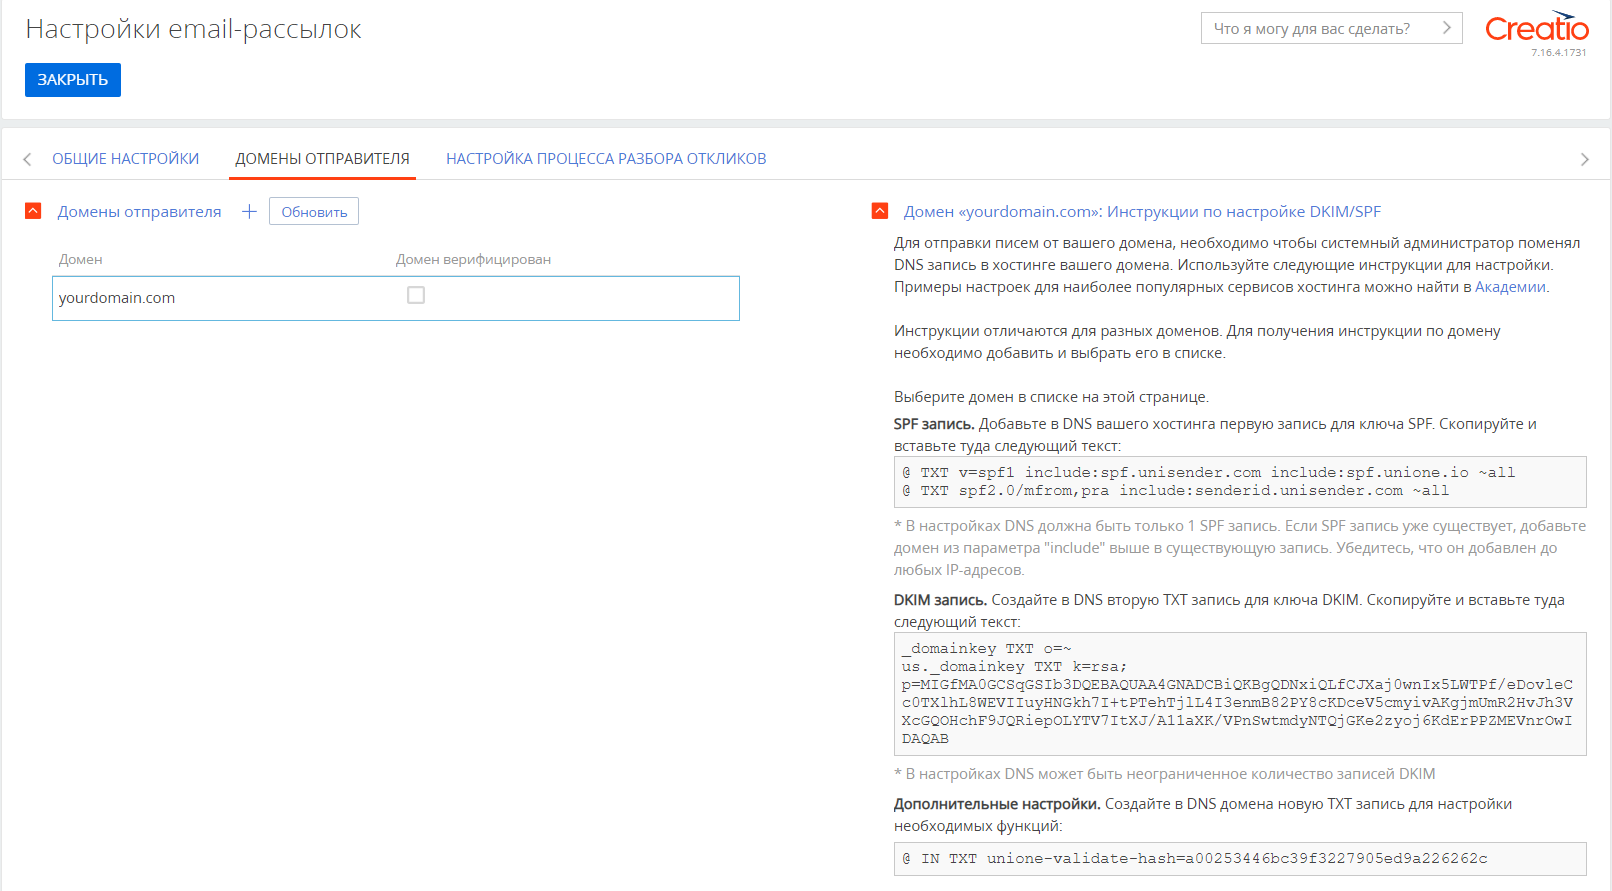 Настройки email-рассылок
Что я могу для вас сделать?
Creatio
7.16.4.1731
ЗАКРЫТЬ
ОБЩИЕ НАСТРОЙКИ
ДОМЕНЫ ОТПРАВИТЕЛЯ
НАСТРОЙКА ПРОЦЕССА РАЗБОРА ОТКЛИКОВ
Домены отправителя
Обновить
Домен
Домен верифицирован
yourdomain.com
Домен «yourdomain.com»: Инструкции по настройке DKIM/SPF
Для отправки писем от вашего домена, необходимо чтобы системный администратор поменял
DNS запись в хостинге вашего домена. Используйте следующие инструкции для настройки.
Примеры настроек для наиболее популярных сервисов хостинга можно найти в Академии.
Инструкции отличаются для разных доменов. Для получения инструкции по домену
необходимо добавить и выбрать его в списке.
Выберите домен в списке на этой странице.
SPF запись. Добавьте в DNS вашего хостинга первую запись для ключа SPF. Скопируйте и
вставьте туда следующий текст:
@ TXT v=spf1 include:spf.unisender.com include:spf.unione.io ~all
@ TXT spf2.0/mfrom,pra include:senderid.unisender.com ~all
* В настройках DNS должна быть только 1 SPF запись. Если SPF запись уже существует, добавьте
домен из параметра "include" выше в существующую запись. Убедитесь, что он добавлен до
любых IP-адресов.
DKIM запись. Создайте в DNS вторую TXT запись для ключа DKIM. Скопируйте и вставьте туда
следующий текст:
_domainkey TXT o=~
us._domainkey TXT k=rsa;
p=MIGfMA0GCSqGSIb3DQEBAQUAA4GNADCBiQKBgQDNxiQLfCJXaj0wnIx5LWTPf/eDovleC
c0TXlhL8WEVIIuyHNGkh7I+tPTehTjlL4I3enmB82PY8cKDceV5cmyivAKgjmUmR2HvJh3V
XcGQOHchF9JQRiepOLYTV7ItXJ/A11aXK/VPnSwtmdyNTQjGKe2zyoj6KdErPPZMEVnrOwI
DAQAB
* В настройках DNS может быть неограниченное количество записей DKIM
Дополнительные настройки. Создайте в DNS домена новую TXT запись для настройки
необходимых функций:
@ IN TXT unione-validate-hash=a00253446bc39f3227905ed9a226262c